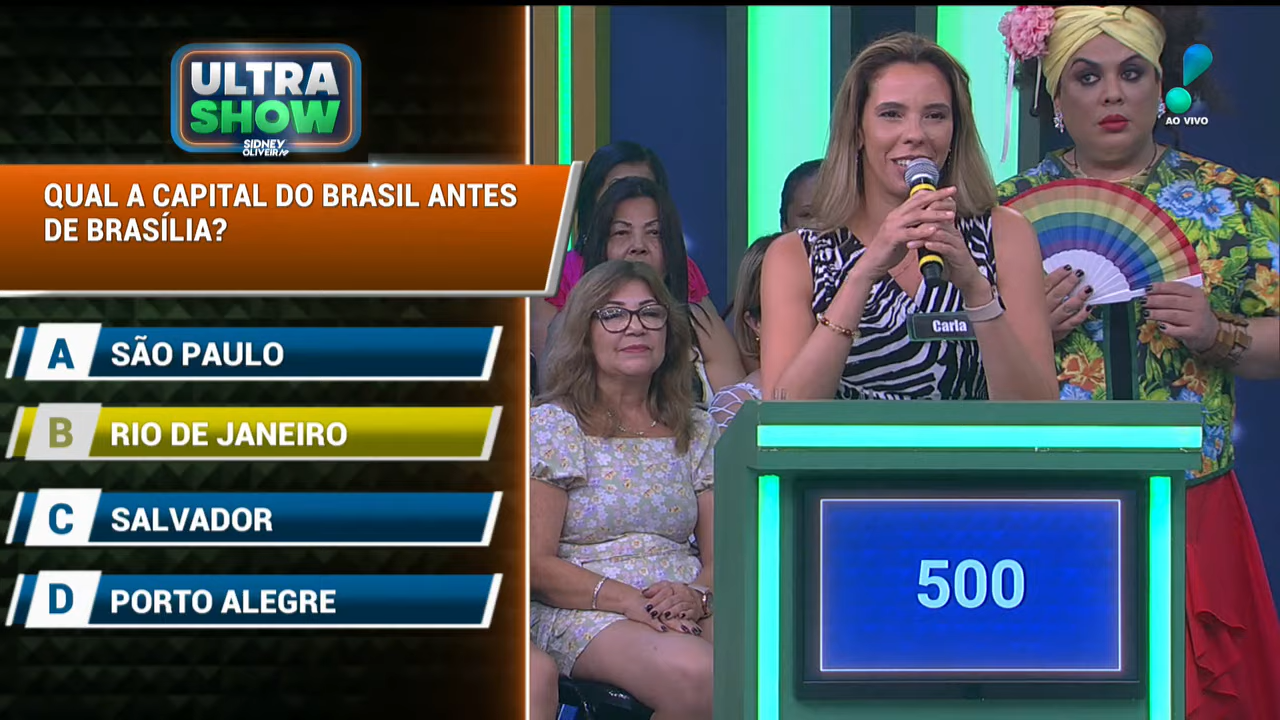 ULTRA
SHOW
SIDNEY
OLIVEIRA
QUAL A CAPITAL DO BRASIL ANTES
DE BRASÍLIA?
A SÃO PAULO
B RIO DE JANEIRO
C SALVADOR
D PORTO ALEGRE
AO VIVO
Carla
500